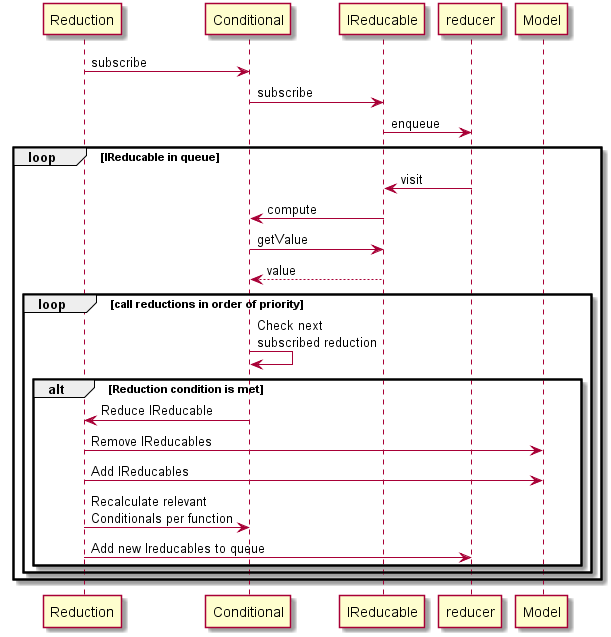 Reduction Conditional IReducable reducer Model
subscribe
subscribe
enqueue
loop [IReducable in queue]
visit
compute
getValue
value
loop [call reductions in order of priority]
Check next
subscribed reduction
alt [Reduction condition is met]
Reduce IReducable
Remove IReducables
Add IReducables
Recalculate relevant
Conditionals per function
Add new Ireducables to queue
Reduction Conditional IReducable reducer Model